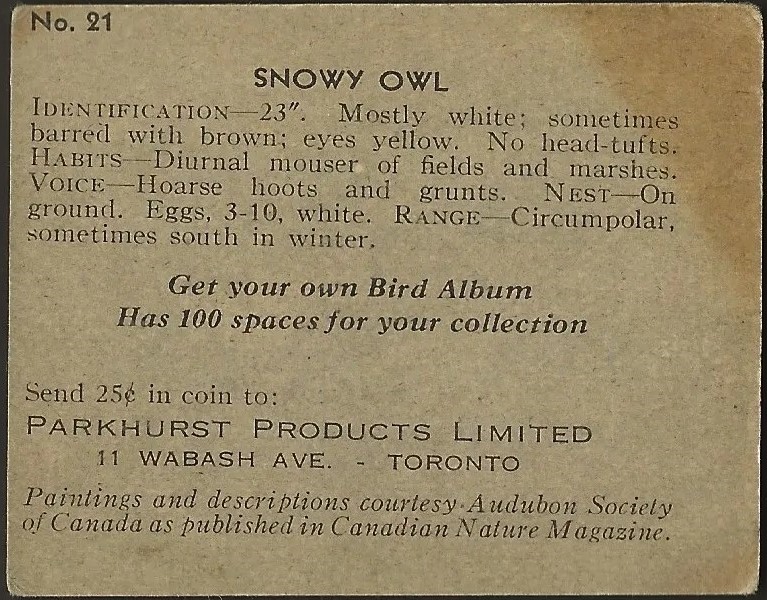 No. 21
SNOWY OWL
IDENTIFICATION—23". Mostly white; sometimes
barred with brown; eyes yellow. No head-tufts.
HABITS—Diurnal mouser of fields and marshes.
VOICE—Hoarse hoots and grunts. NEST—On
ground. Eggs, 3-10, white. RANGE—Circumpolar,
sometimes south in winter.
Get your own Bird Album
Has 100 spaces for your collection
Send 25¢ in coin to:
PARKHURST PRODUCTS LIMITED
11 WABASH AVE. - TORONTO
Paintings and descriptions courtesy Audubon Society
of Canada as published in Canadian Nature Magazine.